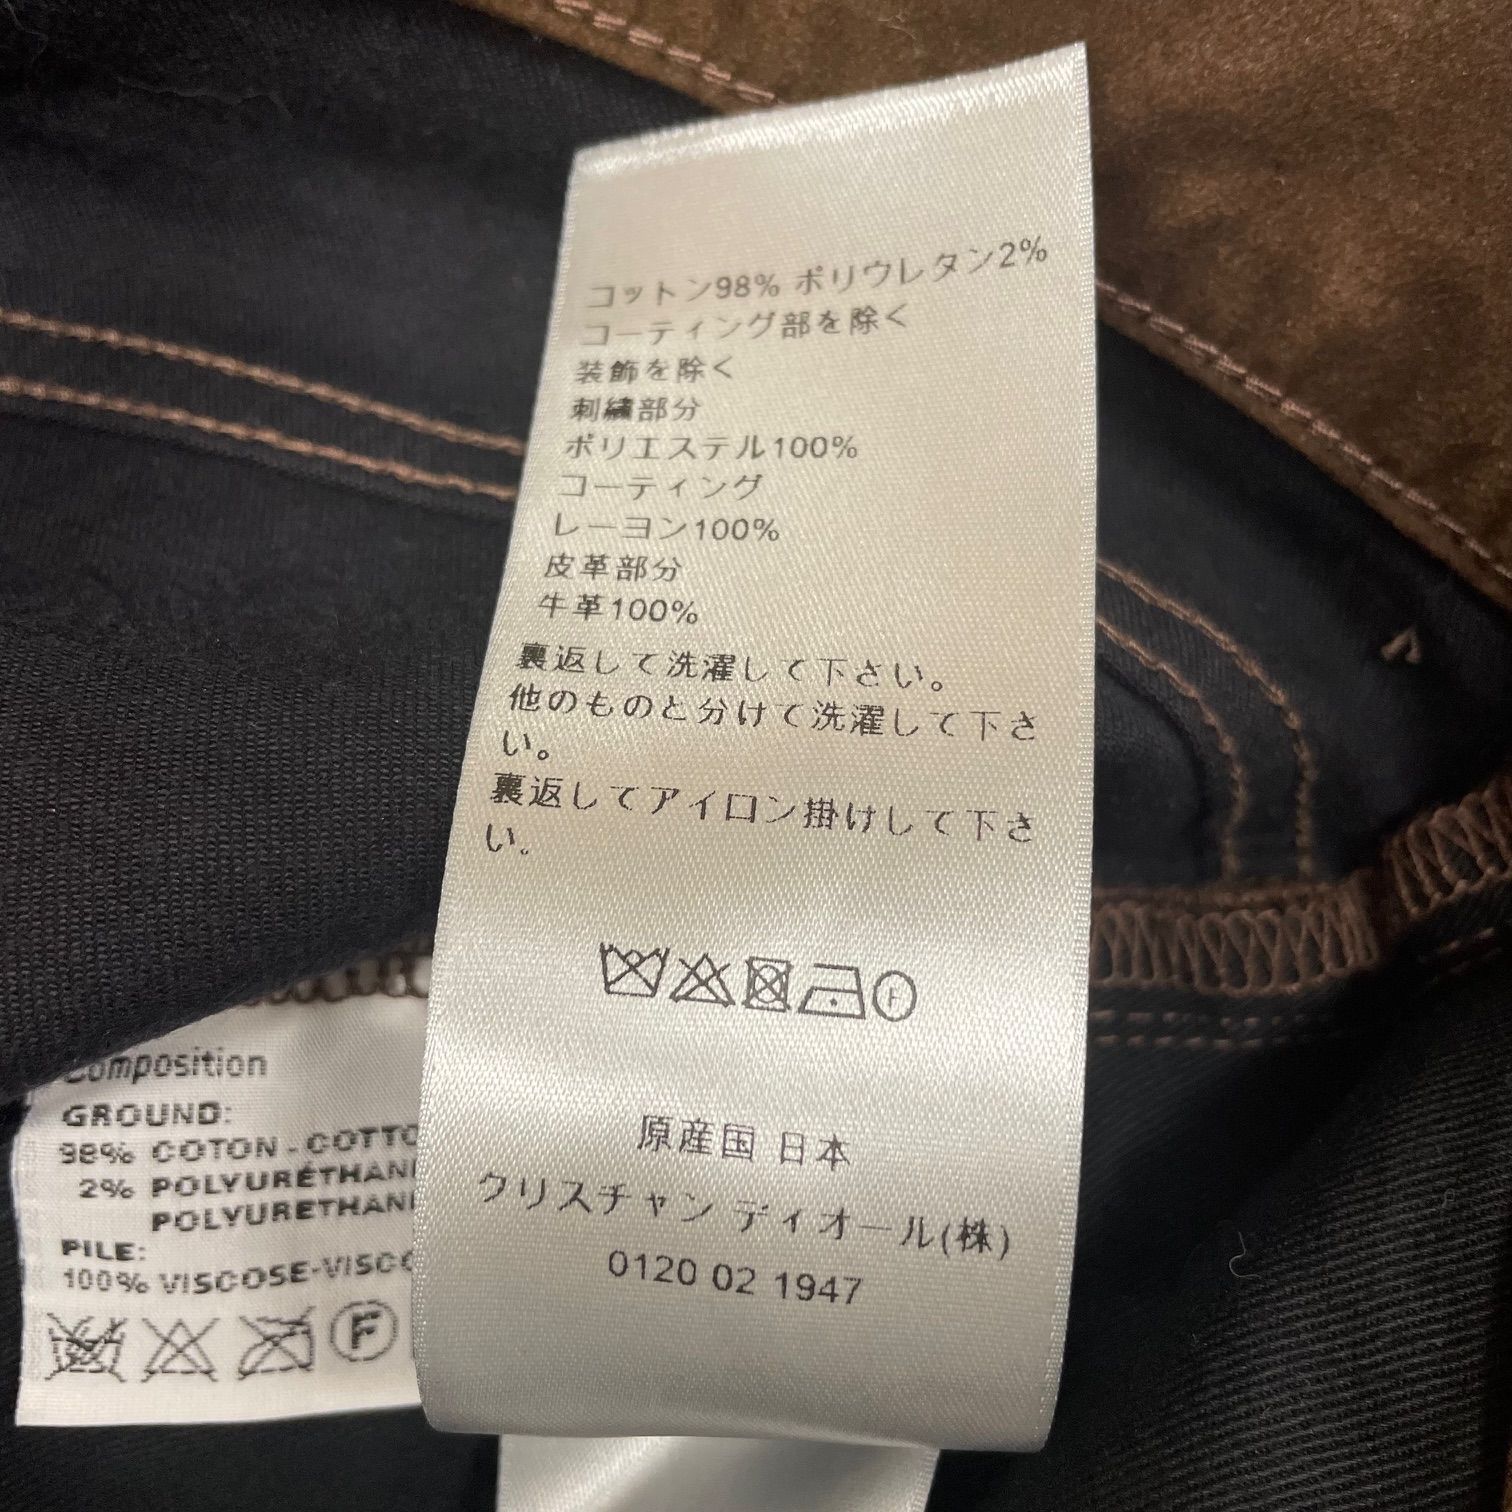 コットン98% ポリウレタン2%
コーティング部を除く
装飾を除く
刺繍部分
ポリエステル100%
コーティング
レーヨン100%
皮革部分
牛革100%
裏返して洗濯して下さい。
他のものと分けて洗濯して下さ
い。
裏返してアイロン掛けして下さ
い。
F
原産国 日本
クリスチャン ディオール(株)
0120 02 1947
Composition
GROUND:
98% COTON - COTTO
2% POLYURÉTHAN
POLYURETHAN
PILE:
100% VISCOSE-VISC
F